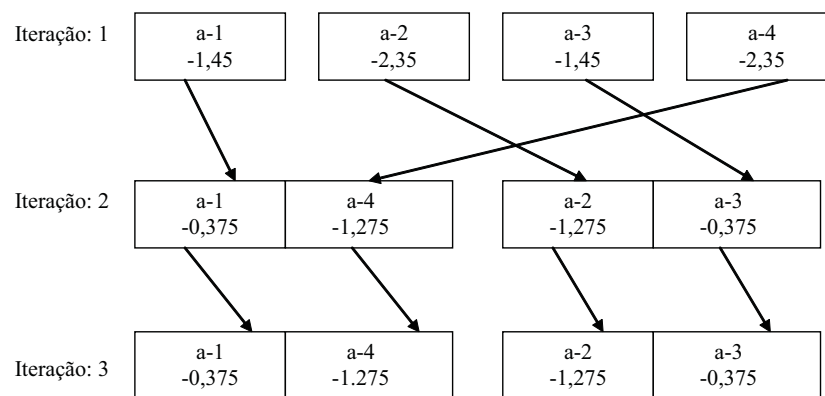 Iteração: 1
a-1
-1,45
a-2
-2,35
a-3
-1,45
a-4
-2,35
Iteração: 2
a-1
-0,375
a-4
-1,275
a-2
-1,275
a-3
-0,375
Iteração: 3
a-1
-0,375
a-4
-1.275
a-2
-1,275
a-3
-0,375